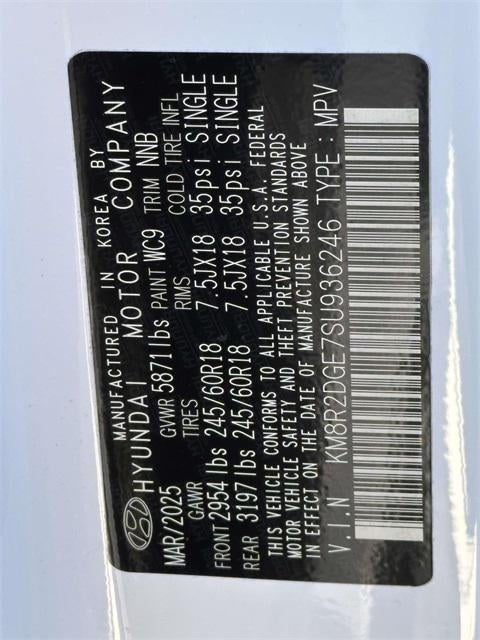 MANUFACTURED IN KOREA BY
HYUNDAI MOTOR COMPANY
MAR/2025 GVWR 5871 lbs PAINT WC9 TRIM NNB
GAWR TIRES RIMS COLD TIRE INFL
FRONT 2954 lbs 245/60R18 7.5JX18 35psi SINGLE
REAR 3197 lbs 245/60R18 7.5JX18 35psi SINGLE
THIS VEHICLE CONFORMS TO ALL APPLICABLE U.S.A. FEDERAL
MOTOR VEHICLE SAFETY AND THEFT PREVENTION STANDARDS
IN EFFECT ON THE DATE OF MANUFACTURE SHOWN ABOVE
V.I.N KM8R2DGE7SU936246 TYPE : MPV